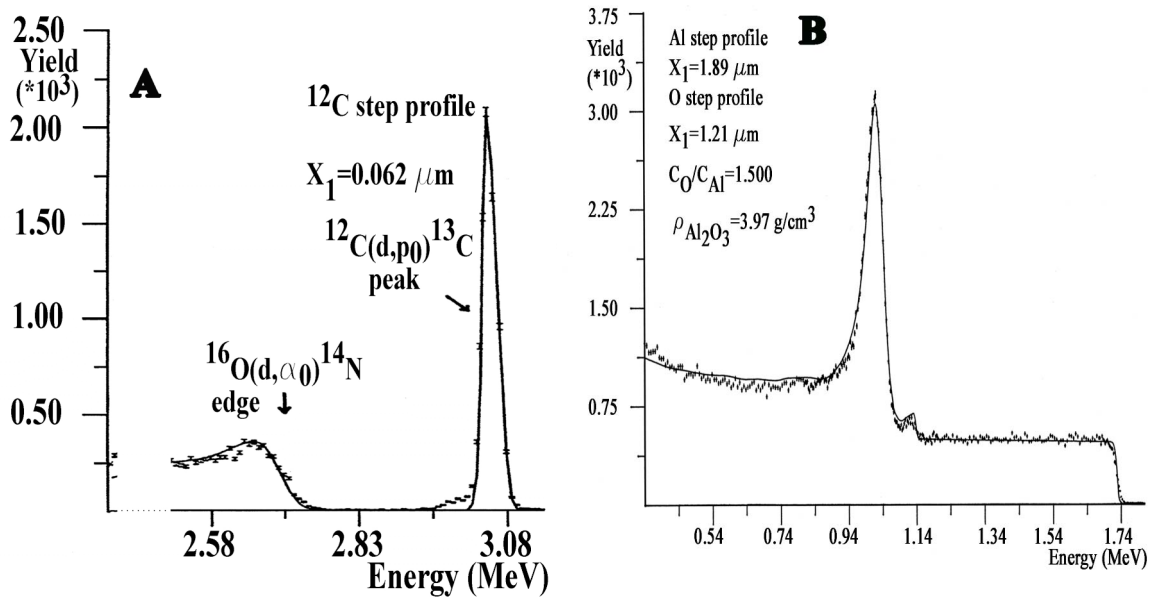 2.50
Yield
(*10³)
2.00
1.50
1.00
0.50
A
¹²C step profile
X₁=0.062 μm
¹²C(d,p₀)¹³C
peak
¹⁶O(d,α₀)¹⁴N
edge
2.58 2.83 3.08
Energy (MeV)
3.75
Yield
(*10³)
3.00
2.25
1.50
0.75
B
Al step profile
X₁=1.89 μm
O step profile
X₁=1.21 μm
C_O/C_Al=1.500
ρ_Al₂O₃=3.97 g/cm³
0.54 0.74 0.94 1.14 1.34 1.54 1.74
Energy (MeV)